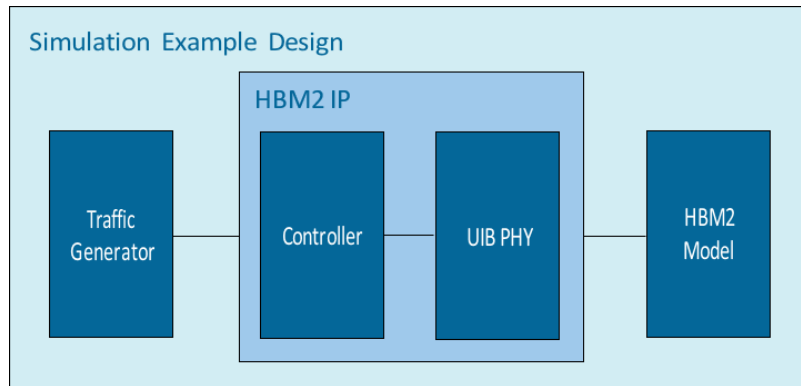 Simulation Example Design
HBM2 IP
Traffic
Generator
Controller
UIB PHY
HBM2
Model